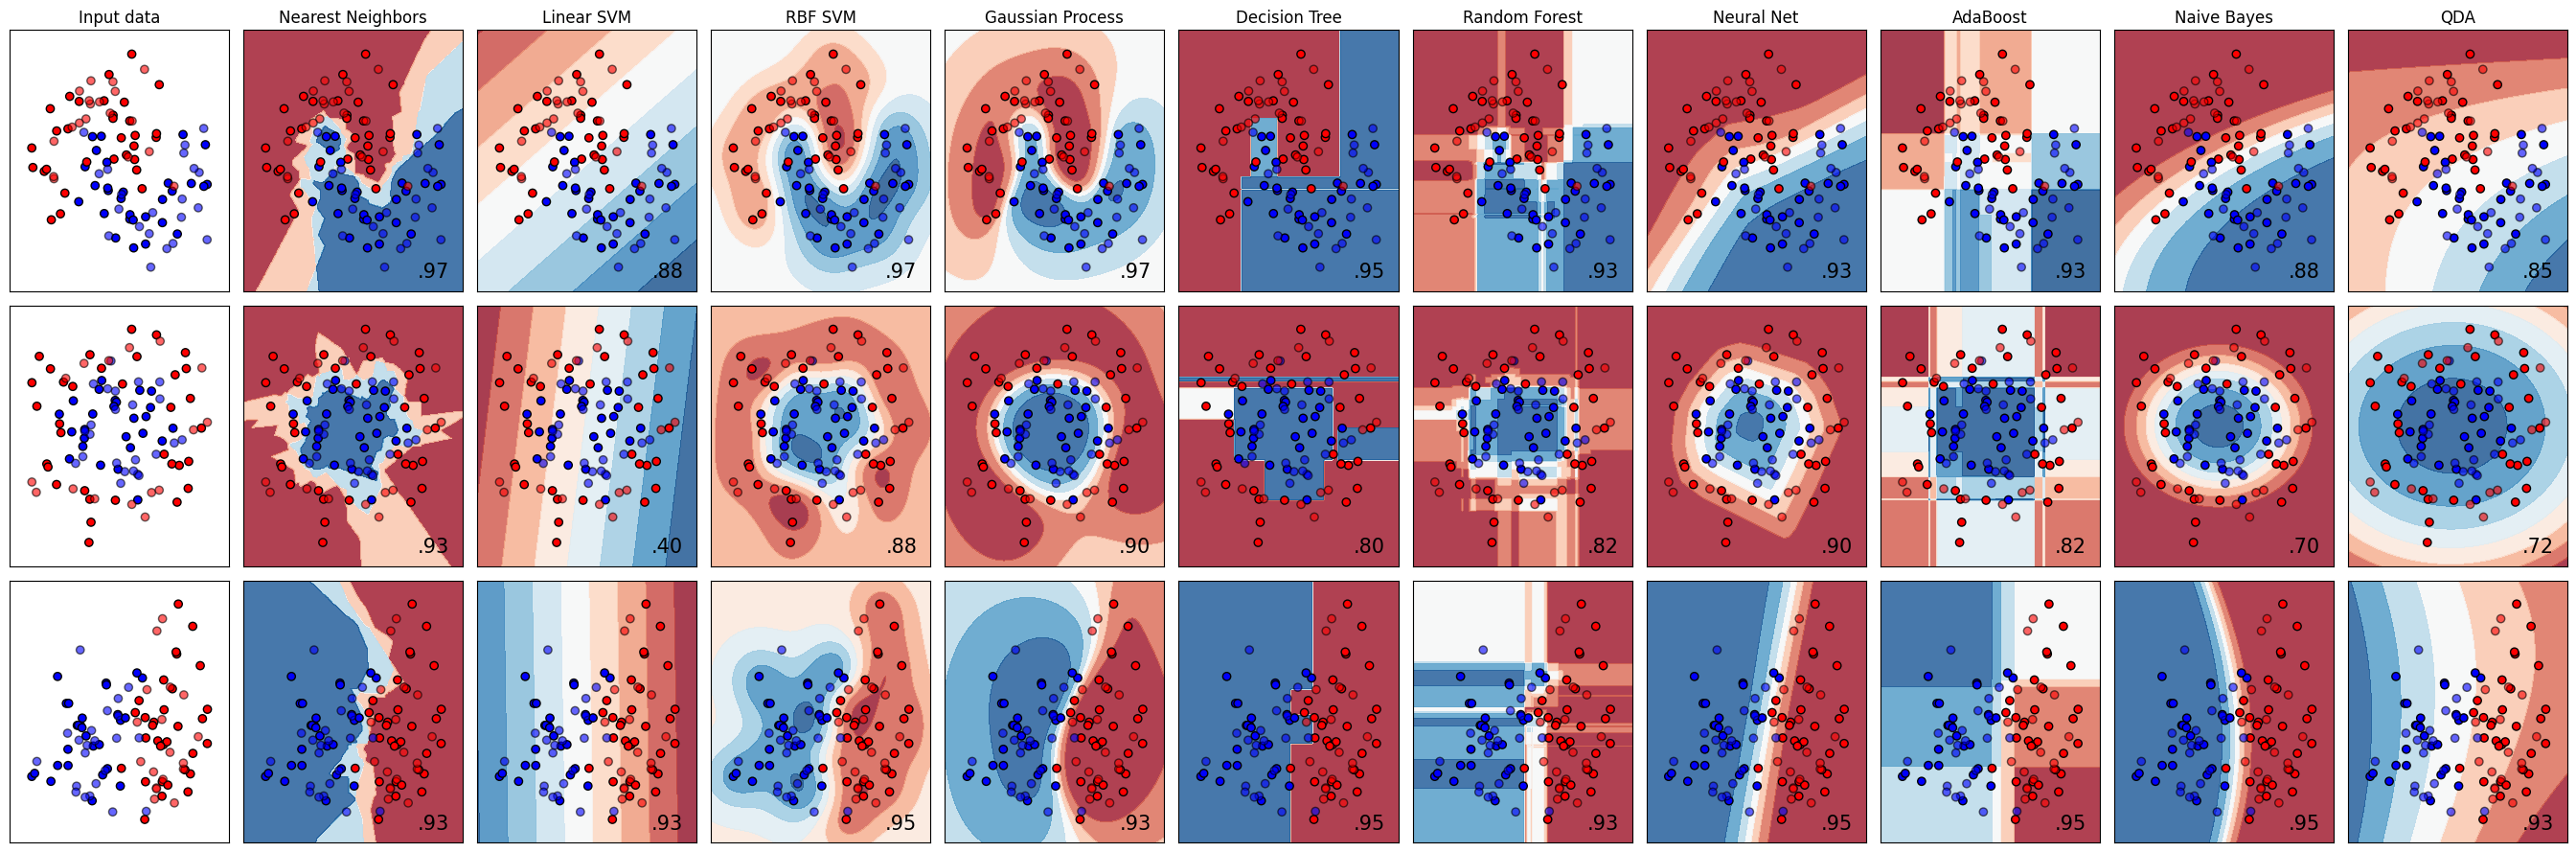 Input data
Nearest Neighbors
Linear SVM
RBF SVM
Gaussian Process
Decision Tree
Random Forest
Neural Net
AdaBoost
Naive Bayes
QDA
.97
.88
.97
.97
.95
.93
.93
.93
.88
.85
.93
.40
.88
.90
.80
.82
.90
.82
.70
.72
.93
.93
.95
.93
.95
.93
.95
.95
.95
.93